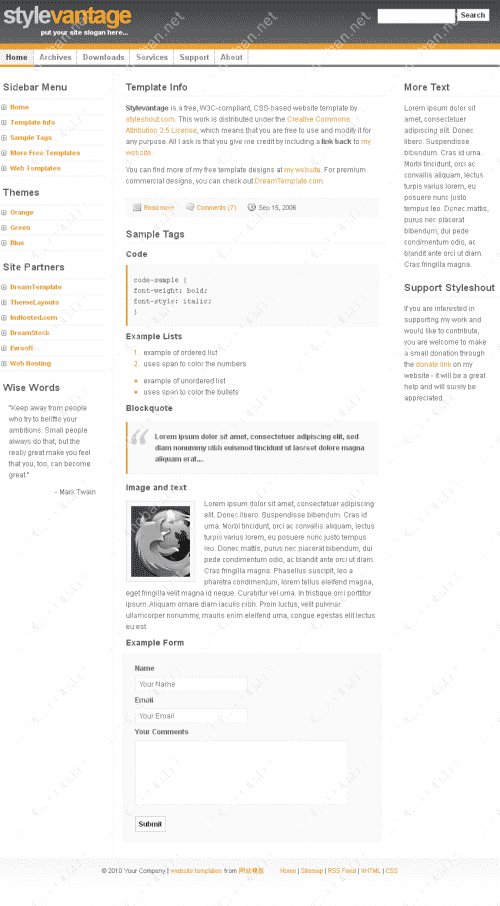 stylevantage
put your site slogan here...
Search
Home Archives Downloads Services Support About
Sidebar Menu
Home
Template Info
Sample Tags
More Free Templates
Web Templates
Themes
Orange
Green
Blue
Site Partners
DreamTemplate
ThemeLayouts
ImHosted.com
DreamStock
Evrsoft
Web Hosting
Wise Words
"Keep away from people
who try to belittle your
ambitions. Small people
always do that, but the
really great make you feel
that you, too, can become
great."
- Mark Twain
Template Info
Stylevantage is a free, W3C-compliant, CSS-based website template by
styleshout.com. This work is distributed under the Creative Commons
Attribution 2.5 License, which means that you are free to use and modify it for
any purpose. All I ask is that you give me credit by including a link back to my
website.
You can find more of my free template designs at my website. For premium
commercial designs, you can check out DreamTemplate.com.
Read more Comments (7) Sep 15, 2006
Sample Tags
Code
code-sample {
font-weight: bold;
font-style: italic;
}
Example Lists
1. example of ordered list
2. uses span to color the numbers
example of unordered list
uses span to color the bullets
Blockquote
Lorem ipsum dolor sit amet, consectetuer adipiscing elit, sed
diam nonummy nibh euismod tincidunt ut laoreet dolore magna
aliquam erat....
Image and text
Lorem ipsum dolor sit amet, consectetuer adipiscing
elit. Donec libero. Suspendisse bibendum. Cras id
urna. Morbi tincidunt, orci ac convallis aliquam, lectus
turpis varius lorem, eu posuere nunc justo tempus
leo. Donec mattis, purus nec placerat bibendum, dui
pede condimentum odio, ac blandit ante orci ut diam.
Cras fringilla magna. Phasellus suscipit, leo a
pharetra condimentum, lorem tellus eleifend magna,
eget fringilla velit magna id neque. Curabitur vel urna. In tristique orci porttitor
ipsum. Aliquam ornare diam iaculis nibh. Proin luctus, velit pulvinar
ullamcorper nonummy, mauris enim eleifend urna, congue egestas elit lectus
eu est.
Example Form
Name
Your Name
Email
Your Email
Your Comments
Submit
More Text
Lorem ipsum dolor sit
amet, consectetuer
adipiscing elit. Donec
libero. Suspendisse
bibendum. Cras id urna.
Morbi tincidunt, orci ac
convallis aliquam, lectus
turpis varius lorem, eu
posuere nunc justo
tempus leo. Donec mattis,
purus nec placerat
bibendum, dui pede
condimentum odio, ac
blandit ante orci ut diam.
Cras fringilla magna.
Support Styleshout
If you are interested in
supporting my work and
would like to contribute,
you are welcome to make
a small donation through
the donate link on my
website - it will be a great
help and will surely be
appreciated.
© 2010 Your Company | website templates from 网站模版 Home | Sitemap | RSS Feed | XHTML | CSS